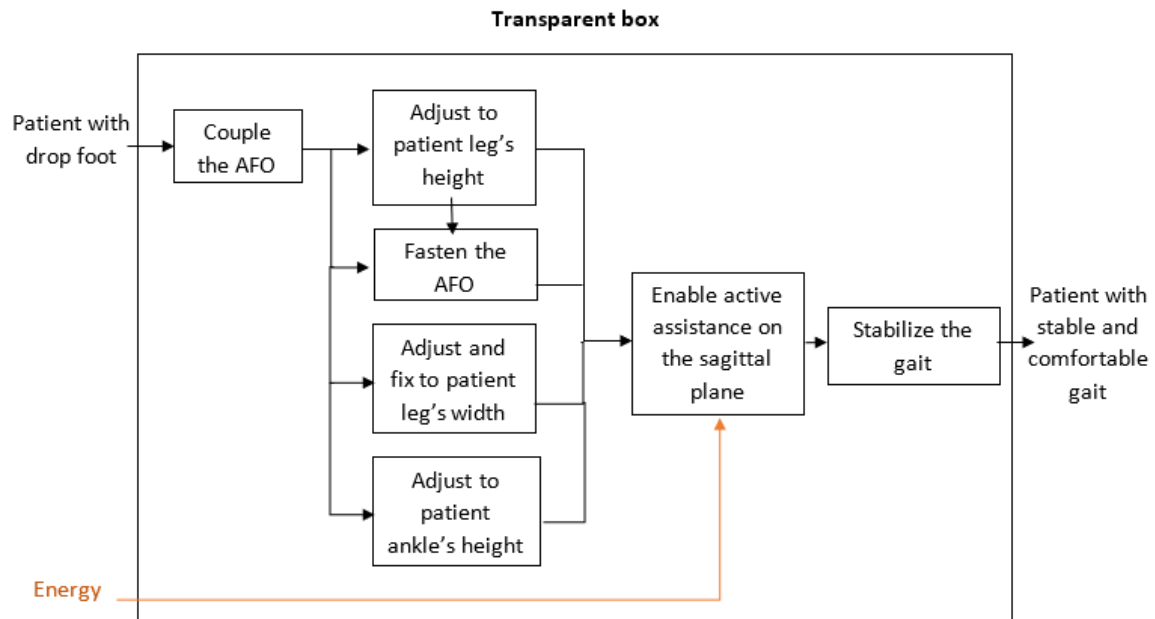 Transparent box
Patient with
drop foot
Couple
the AFO
Adjust to
patient leg’s
height
Fasten the
AFO
Adjust and
fix to patient
leg’s width
Adjust to
patient
ankle’s height
Enable active
assistance on
the sagittal
plane
Stabilize the
gait
Patient with
stable and
comfortable
gait
Energy